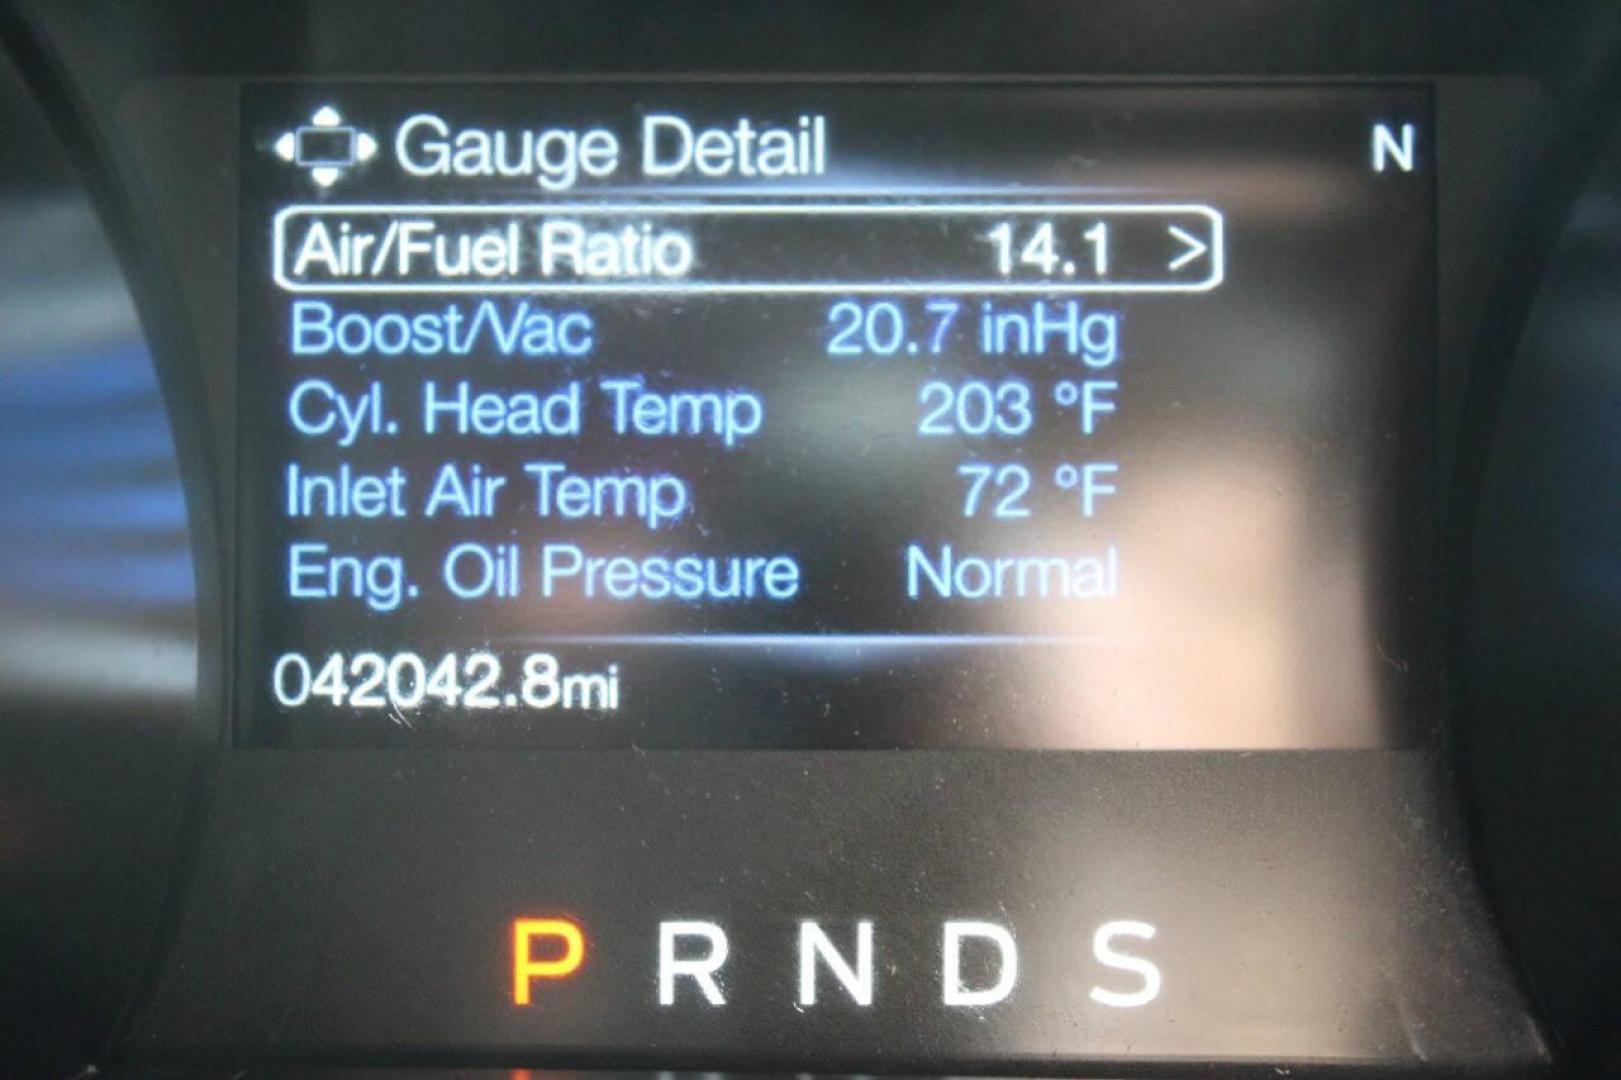 Gauge Detail N
Air/Fuel Ratio 14.1 >
Boost/Vac 20.7 inHg
Cyl. Head Temp 203 °F
Inlet Air Temp 72 °F
Eng. Oil Pressure Normal
042042.8mi
P R N D S